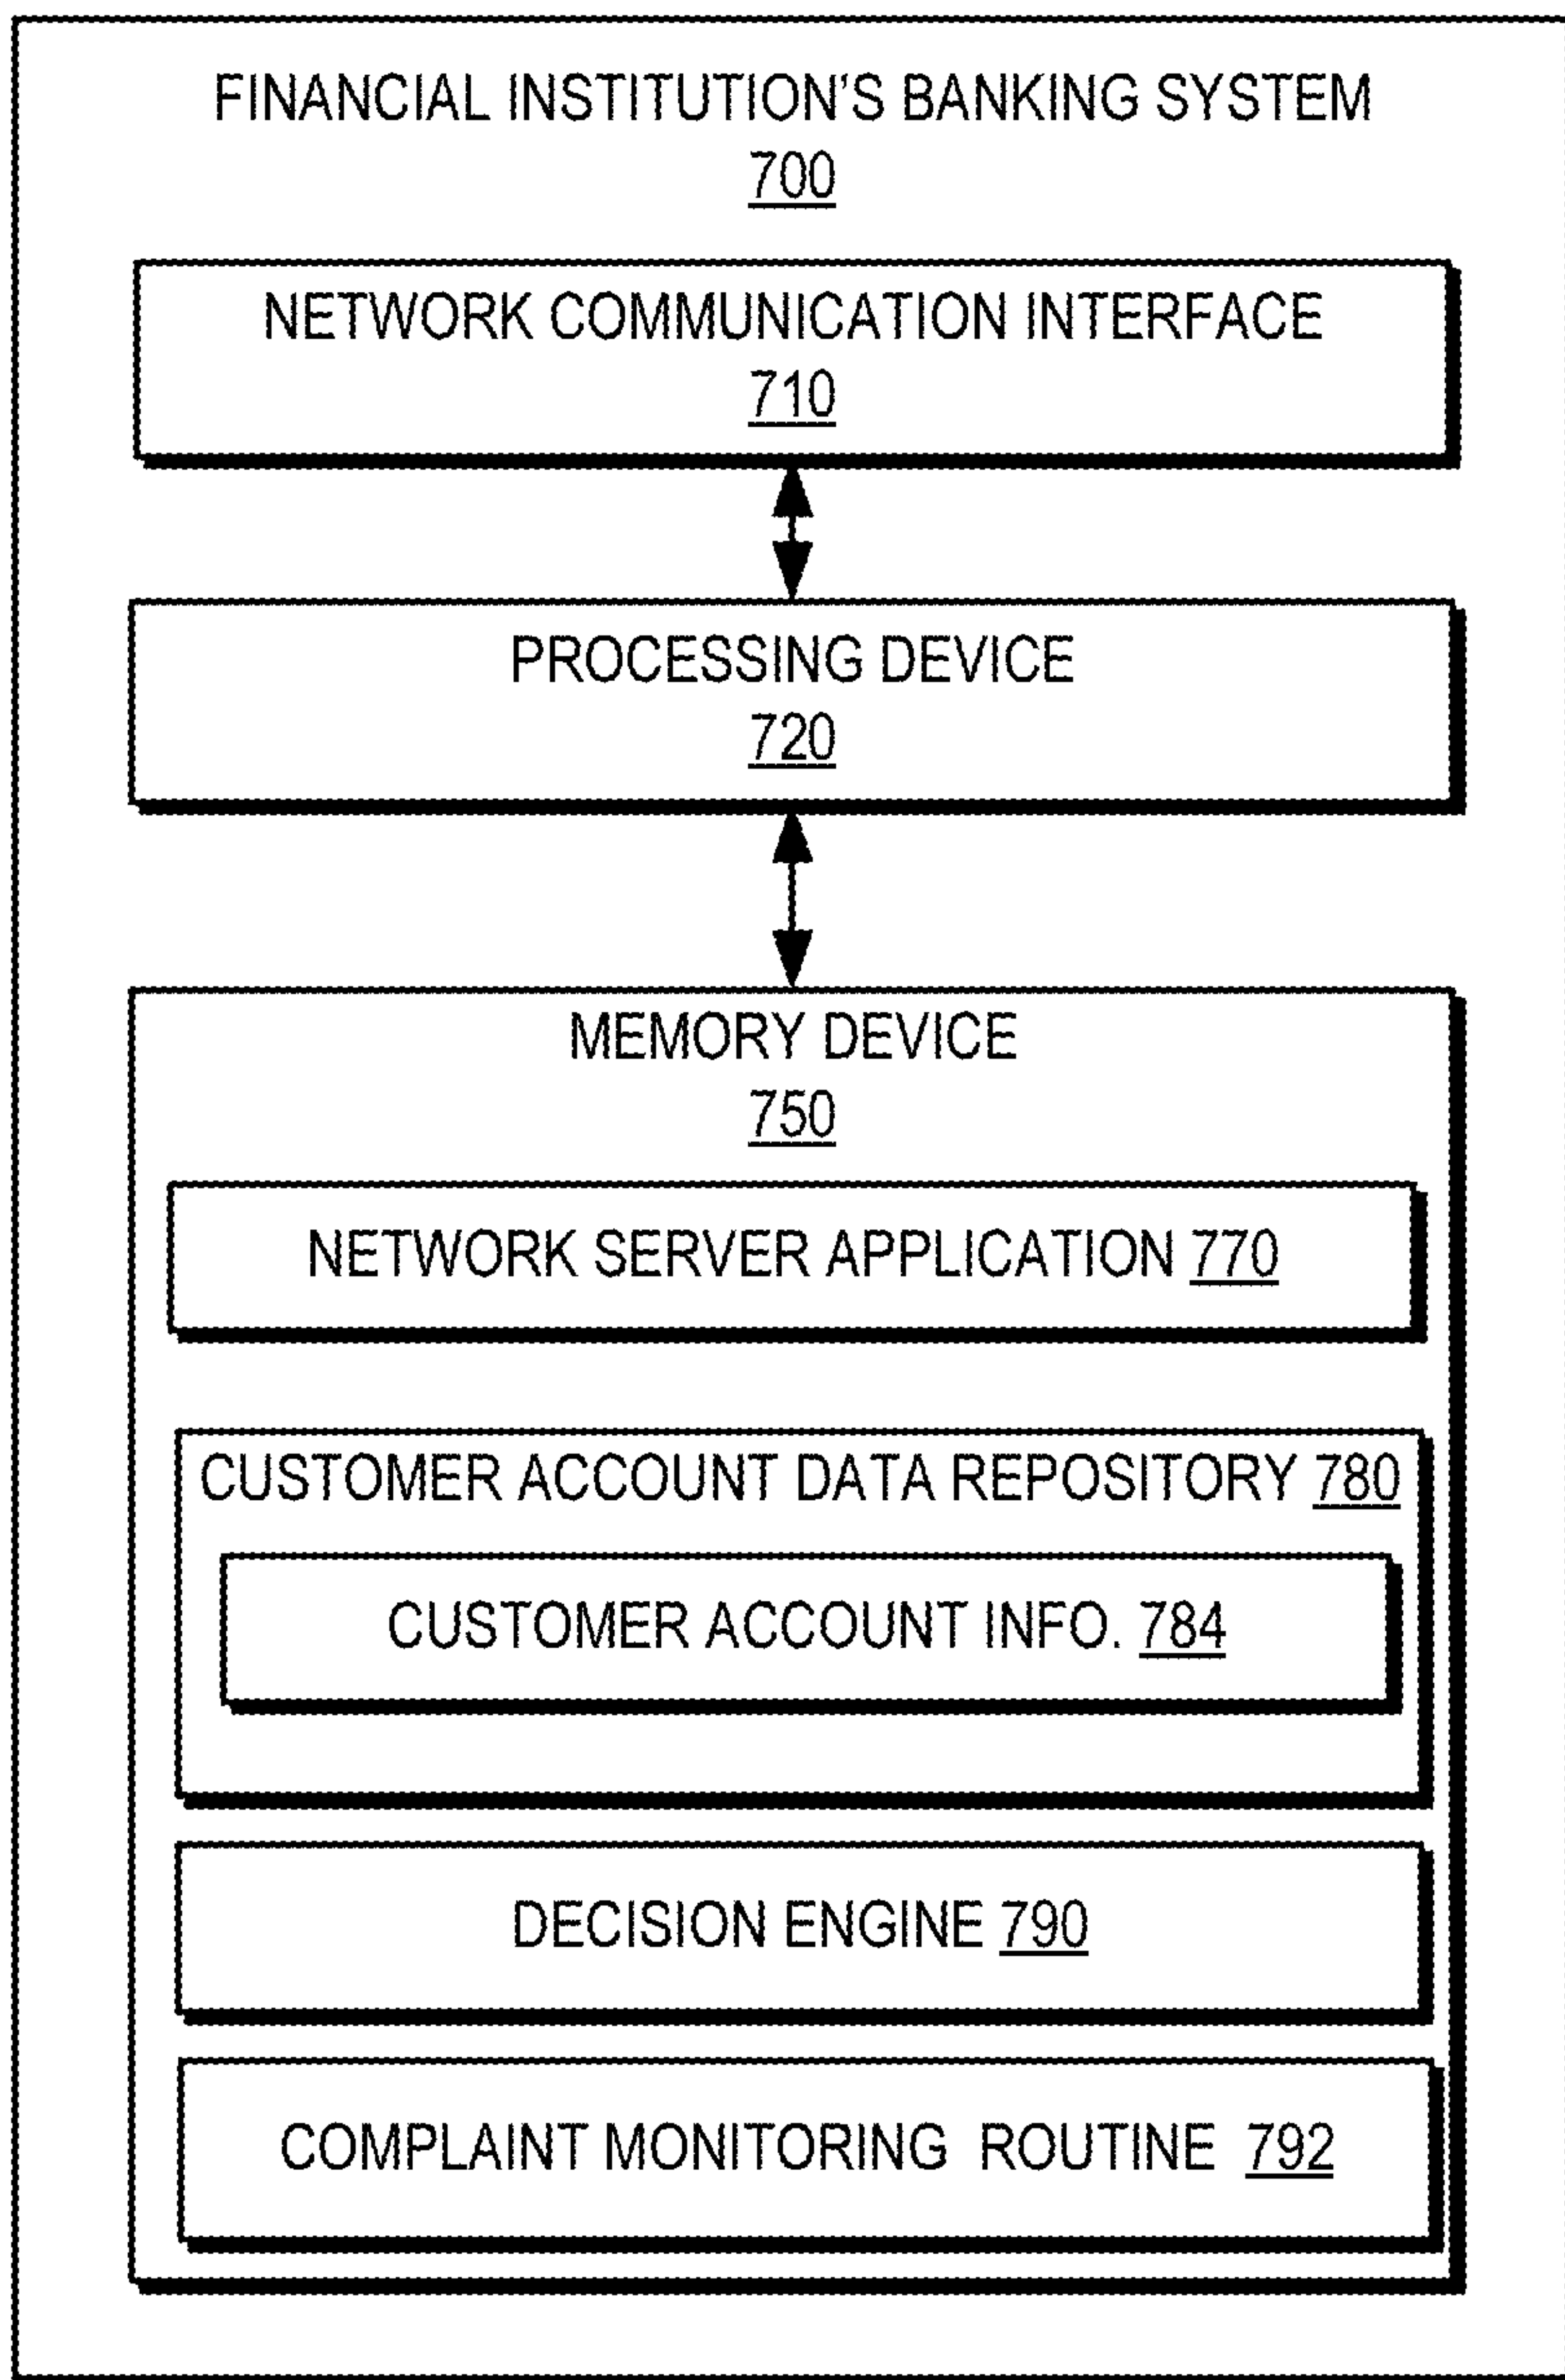 FINANCIAL INSTITUTION'S BANKING SYSTEM
700
NETWORK COMMUNICATION INTERFACE
710
PROCESSING DEVICE
720
MEMORY DEVICE
750
NETWORK SERVER APPLICATION 770
CUSTOMER ACCOUNT DATA REPOSITORY 780
CUSTOMER ACCOUNT INFO. 784
DECISION ENGINE 790
COMPLAINT MONITORING ROUTINE 792